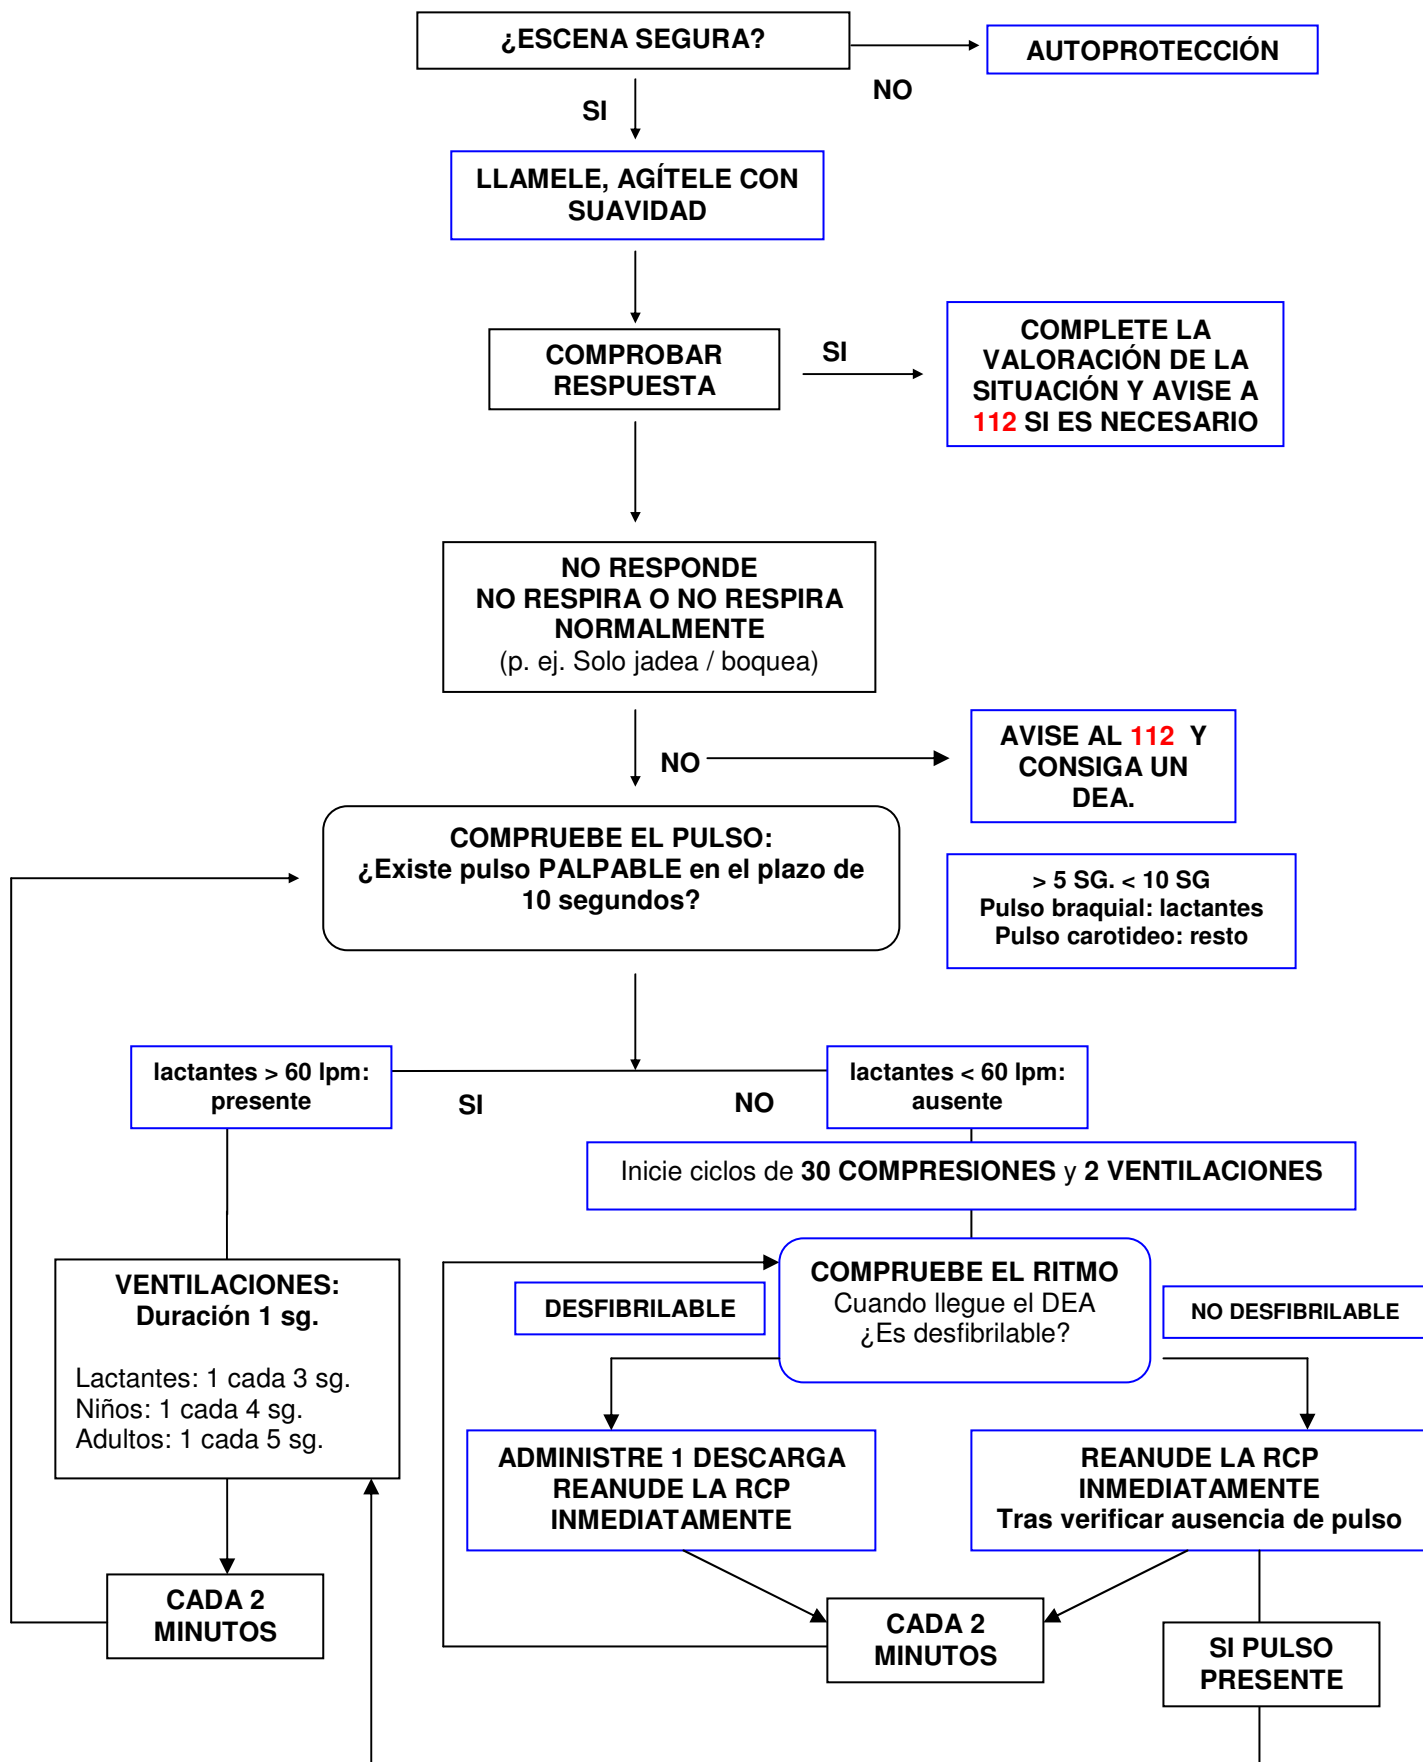 ¿ESCENA SEGURA?
AUTOPROTECCIÓN
NO
SI
LLAMELE, AGÍTELE CON
SUAVIDAD
COMPROBAR
RESPUESTA
SI
COMPLETE LA
VALORACIÓN DE LA
SITUACIÓN Y AVISE A
112 SI ES NECESARIO
NO RESPONDE
NO RESPIRA O NO RESPIRA
NORMALMENTE
(p. ej. Solo jadea / boquea)
NO
AVISE AL 112 Y
CONSIGA UN
DEA.
COMPRUEBE EL PULSO:
¿Existe pulso PALPABLE en el plazo de
10 segundos?
> 5 SG. < 10 SG
Pulso braquial: lactantes
Pulso carotideo: resto
lactantes > 60 lpm:
presente
SI
NO
lactantes < 60 lpm:
ausente
Inicie ciclos de 30 COMPRESIONES y 2 VENTILACIONES
VENTILACIONES:
Duración 1 sg.
Lactantes: 1 cada 3 sg.
Niños: 1 cada 4 sg.
Adultos: 1 cada 5 sg.
DESFIBRILABLE
COMPRUEBE EL RITMO
Cuando llegue el DEA
¿Es desfibrilable?
NO DESFIBRILABLE
ADMINISTRE 1 DESCARGA
REANUDE LA RCP
INMEDIATAMENTE
REANUDE LA RCP
INMEDIATAMENTE
Tras verificar ausencia de pulso
CADA 2
MINUTOS
CADA 2
MINUTOS
SI PULSO
PRESENTE